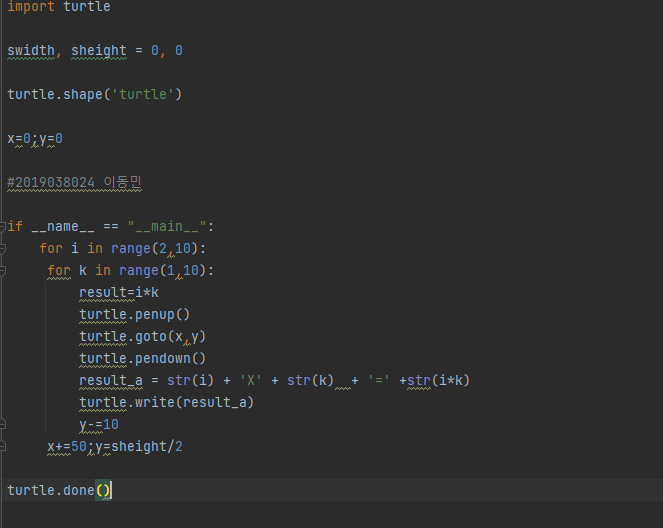 import turtle
swidth, sheight = 0, 0
turtle.shape('turtle')
x=0;y=0
#2019038024 이동민
if __name__ == "__main__":
    for i in range(2,10):
     for k in range(1,10):
         result=i*k
         turtle.penup()
         turtle.goto(x,y)
         turtle.pendown()
         result_a = str(i) + 'X' + str(k)  + '=' +str(i*k)
         turtle.write(result_a)
         y-=10
     x+=50;y=sheight/2
turtle.done()